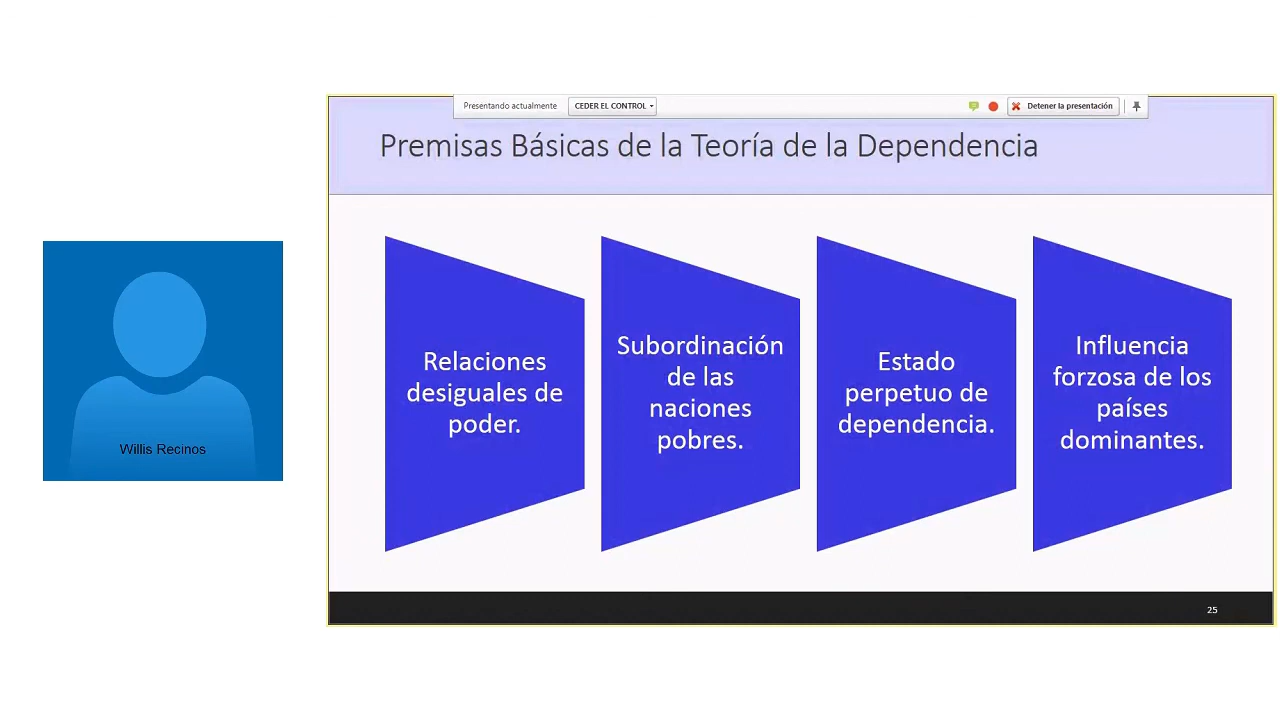 Presentando actualmente
CEDER EL CONTROL
Detener la presentación
Premisas Básicas de la Teoría de la Dependencia
Relaciones
desiguales de
poder.
Subordinación
de las
naciones
pobres.
Estado
perpetuo de
dependencia.
Influencia
forzosa de los
países
dominantes.
Willis Recinos
25